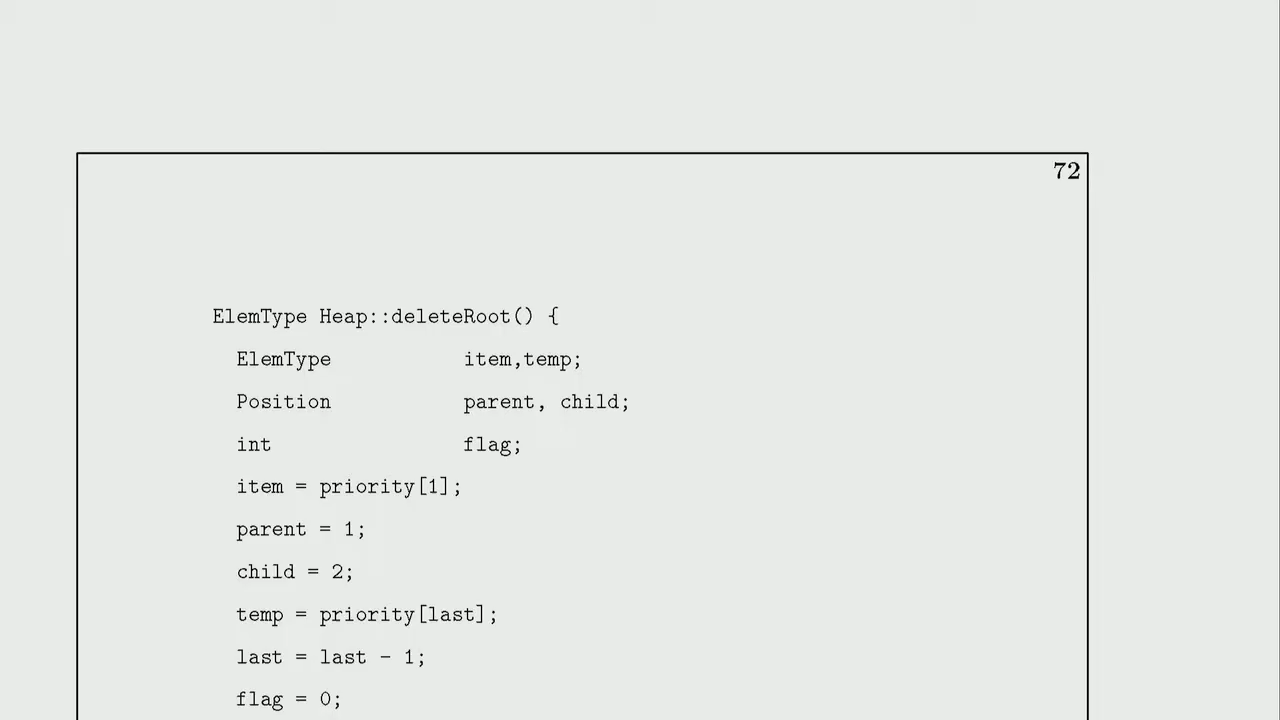 72
ElemType Heap::deleteRoot() {
ElemType item,temp;
Position parent, child;
int flag;
item = priority[1];
parent = 1;
child = 2;
temp = priority[last];
last = last - 1;
flag = 0;